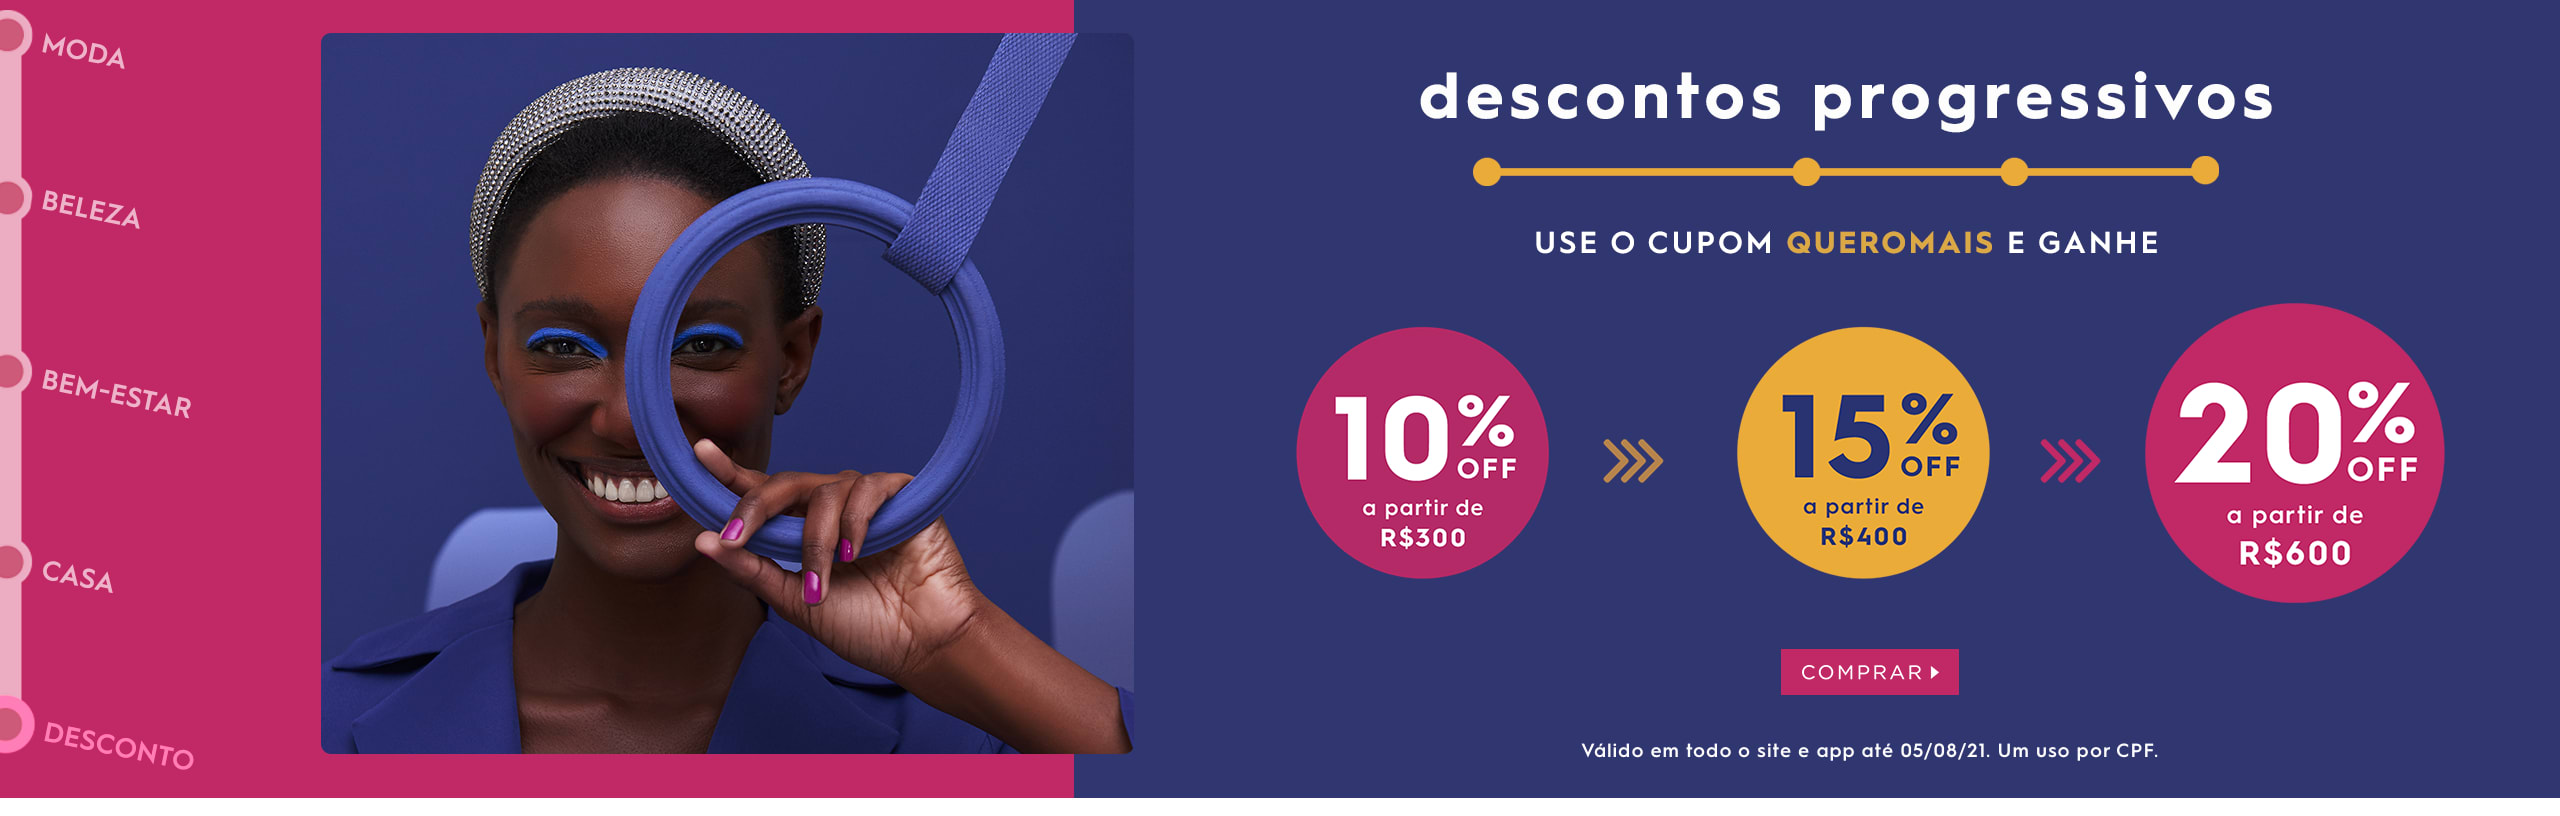 MODA
BELEZA
BEM-ESTAR
CASA
DESCONTO
descontos progressivos
USE O CUPOM QUEROMAIS E GANHE
10% OFF
a partir de
R$300
15% OFF
a partir de
R$400
20% OFF
a partir de
R$600
COMPRAR
Válido em todo o site e app até 05/08/21. Um uso por CPF.